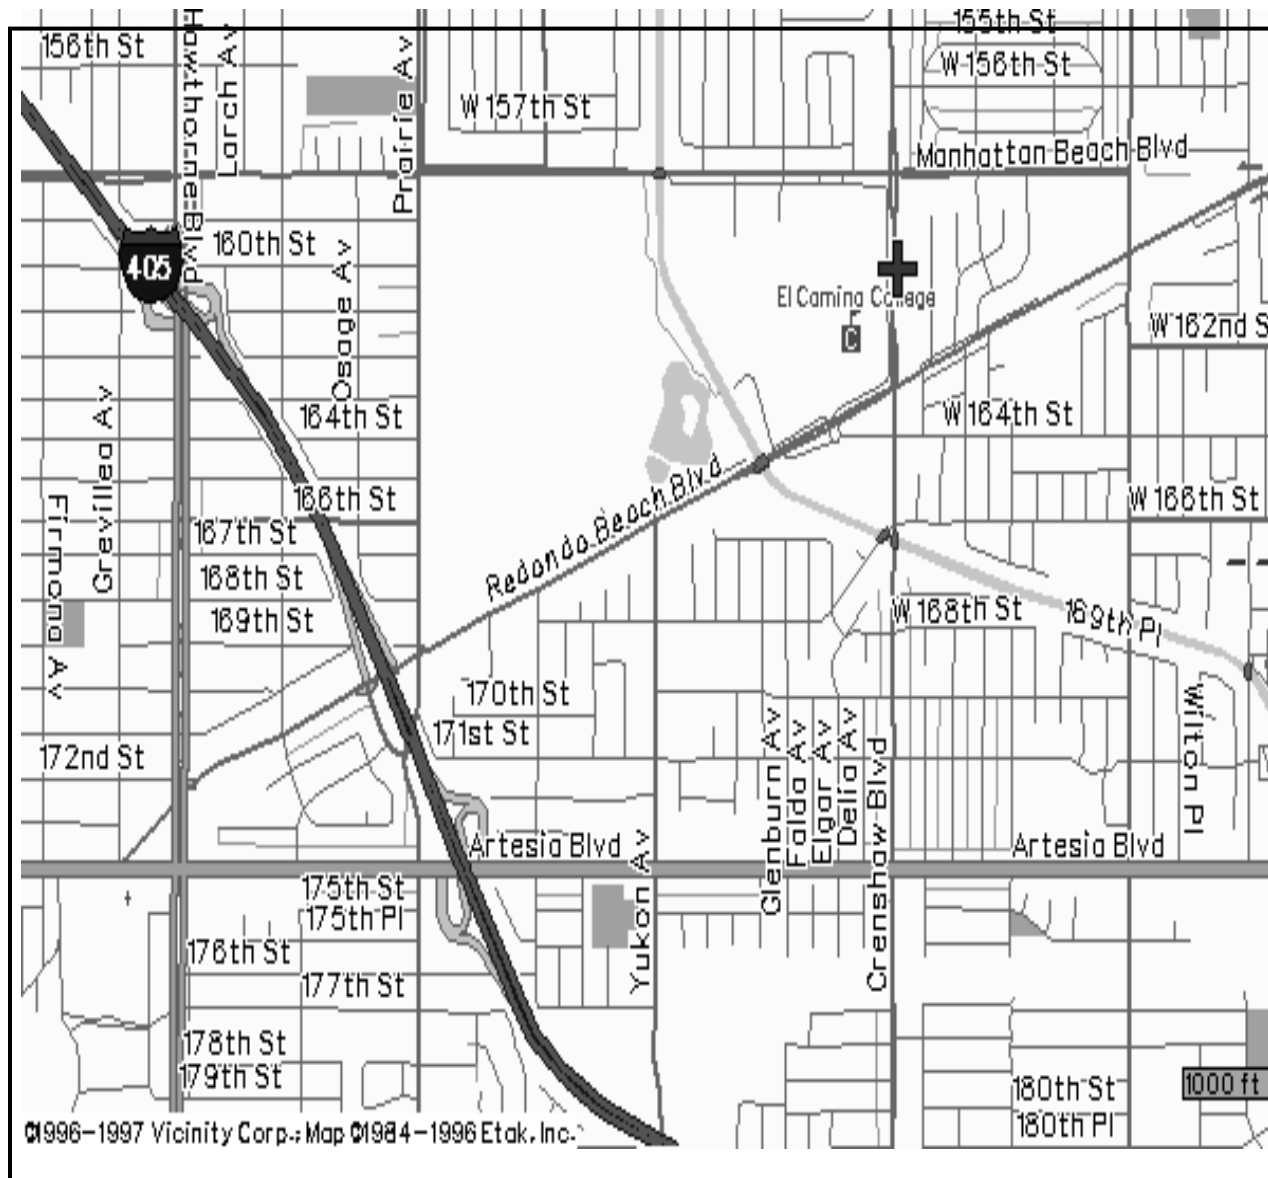 155th St
156th St
Hawthorne Blvd
Larch Av
Prairie Av
W 156th St
W 157th St
Manhattan Beach Blvd
160th St
405
Osage Av
El Camino College
C
W 162nd S
164th St
W 164th St
Grevillea Av
Firmona Av
166th St
W 166th St
Redondo Beach Blvd
167th St
168th St
169th St
W 168th St
169th Pl
170th St
171st St
172nd St
Glenburn Av
Falda Av
Elgar Av
Delia Av
Crenshaw Blvd
Wilton Pl
Artesia Blvd
Artesia Blvd
Yukon Av
175th St
175th Pl
176th St
177th St
178th St
179th St
180th St
180th Pl
1000 ft
©1996-1997 Vicinity Corp.; Map ©1984-1996 Etak, Inc.